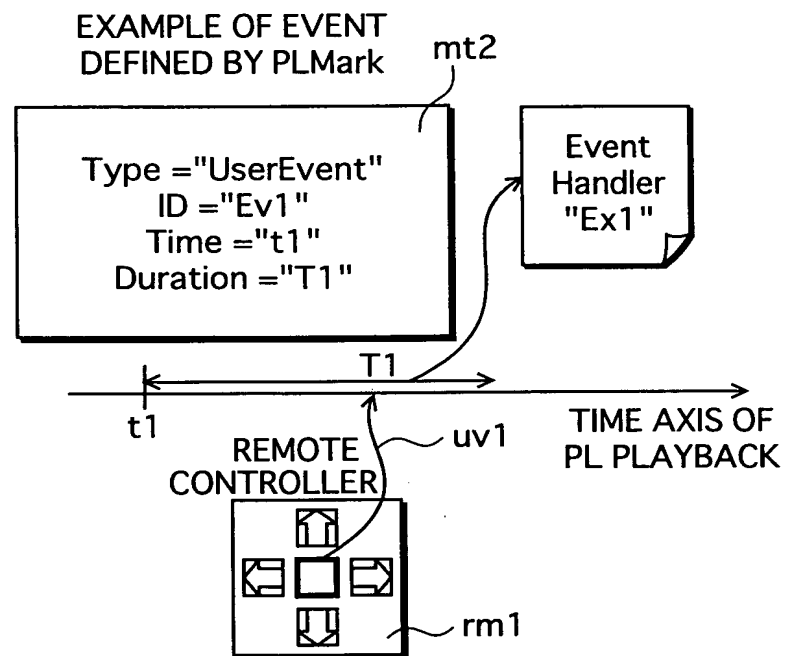 EXAMPLE OF EVENT
DEFINED BY PLMark
mt2
Type ="UserEvent"
ID ="Ev1"
Time ="t1"
Duration ="T1"
Event
Handler
"Ex1"
T1
t1
TIME AXIS OF
PL PLAYBACK
uv1
REMOTE
CONTROLLER
rm1